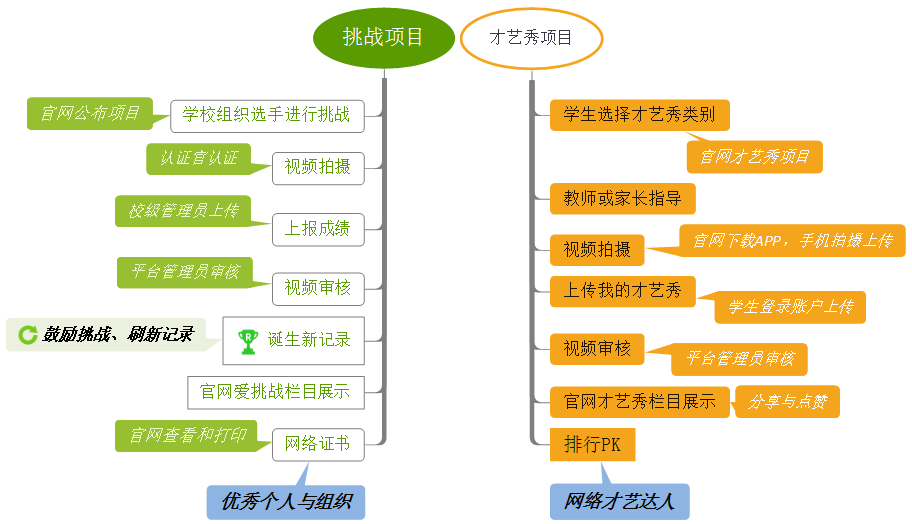 挑战项目
官网公布项目
学校组织选手进行挑战
认证官认证
视频拍摄
校级管理员上传
上报成绩
平台管理员审核
视频审核
鼓励挑战、刷新记录
R
诞生新记录
官网爱挑战栏目展示
官网查看和打印
网络证书
优秀个人与组织
才艺秀项目
学生选择才艺秀类别
官网才艺秀项目
教师或家长指导
视频拍摄
官网下载APP，手机拍摄上传
上传我的才艺秀
学生登录账户上传
视频审核
平台管理员审核
官网才艺秀栏目展示
分享与点赞
排行PK
网络才艺达人